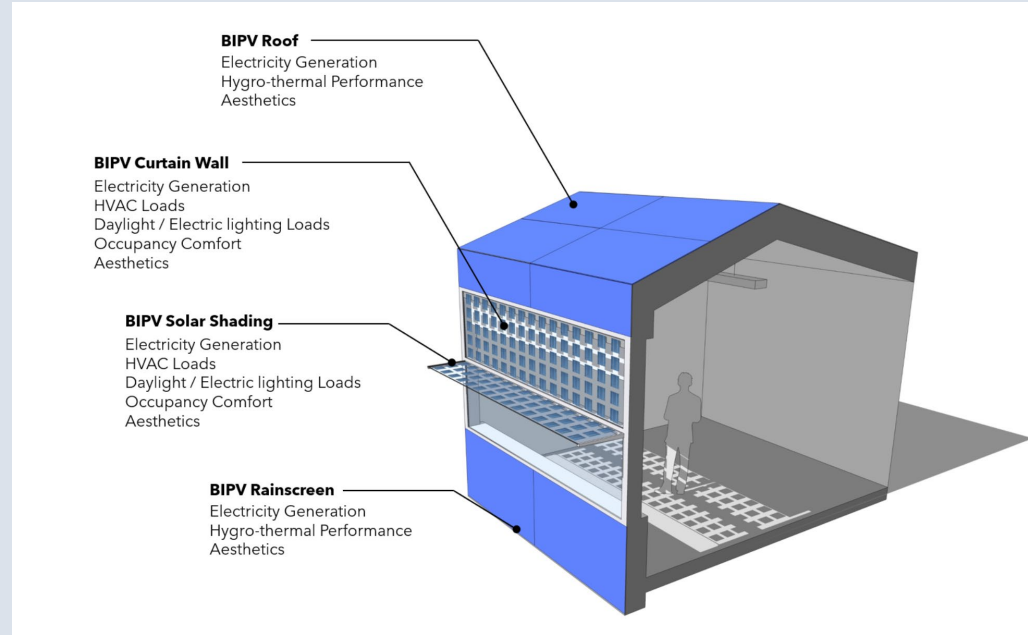 BIPV Roof
Electricity Generation
Hygro-thermal Performance
Aesthetics
BIPV Curtain Wall
Electricity Generation
HVAC Loads
Daylight / Electric lighting Loads
Occupancy Comfort
Aesthetics
BIPV Solar Shading
Electricity Generation
HVAC Loads
Daylight / Electric lighting Loads
Occupancy Comfort
Aesthetics
BIPV Rainscreen
Electricity Generation
Hygro-thermal Performance
Aesthetics